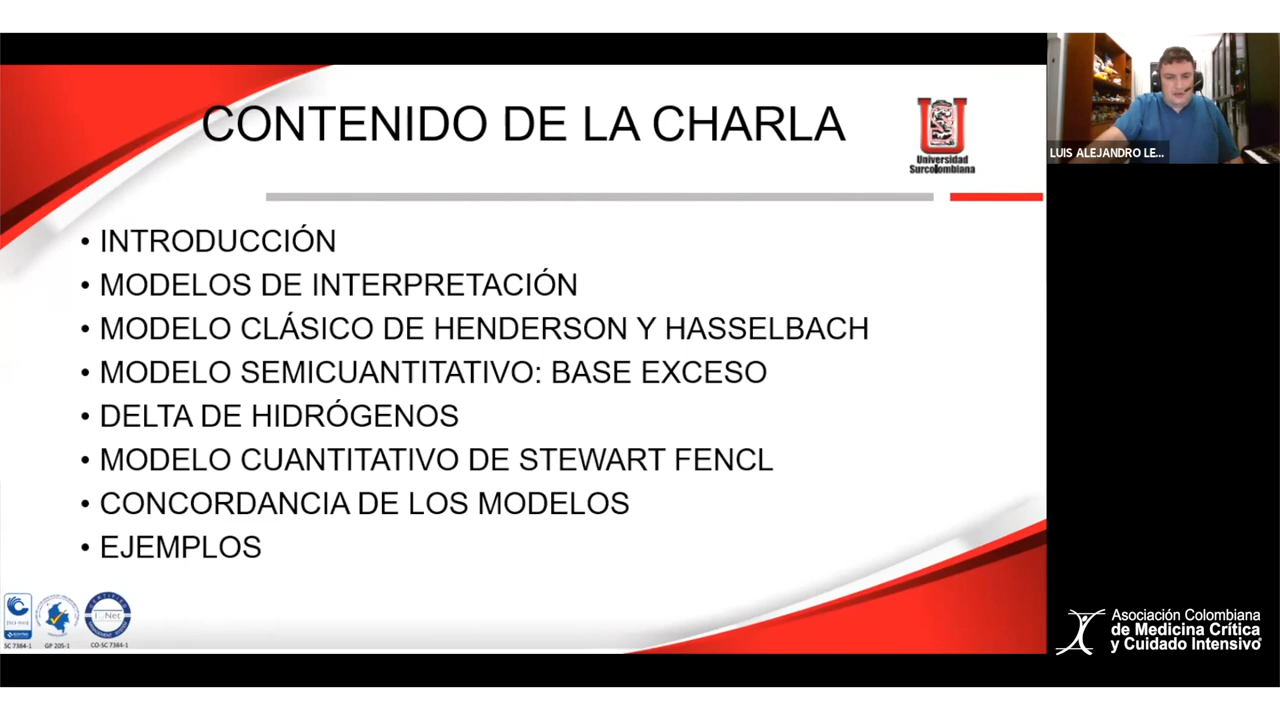 CONTENIDO DE LA CHARLA
Universidad
Surcolombiana
• INTRODUCCIÓN
• MODELOS DE INTERPRETACIÓN
• MODELO CLÁSICO DE HENDERSON Y HASSELBACH
• MODELO SEMICUANTITATIVO: BASE EXCESO
• DELTA DE HIDRÓGENOS
• MODELO CUANTITATIVO DE STEWART FENCL
• CONCORDANCIA DE LOS MODELOS
• EJEMPLOS
SC 7384-1
GP 205-1
CO-SC 7384-1
LUIS ALEJANDRO LE...
Asociación Colombiana
de Medicina Crítica
y Cuidado Intensivo